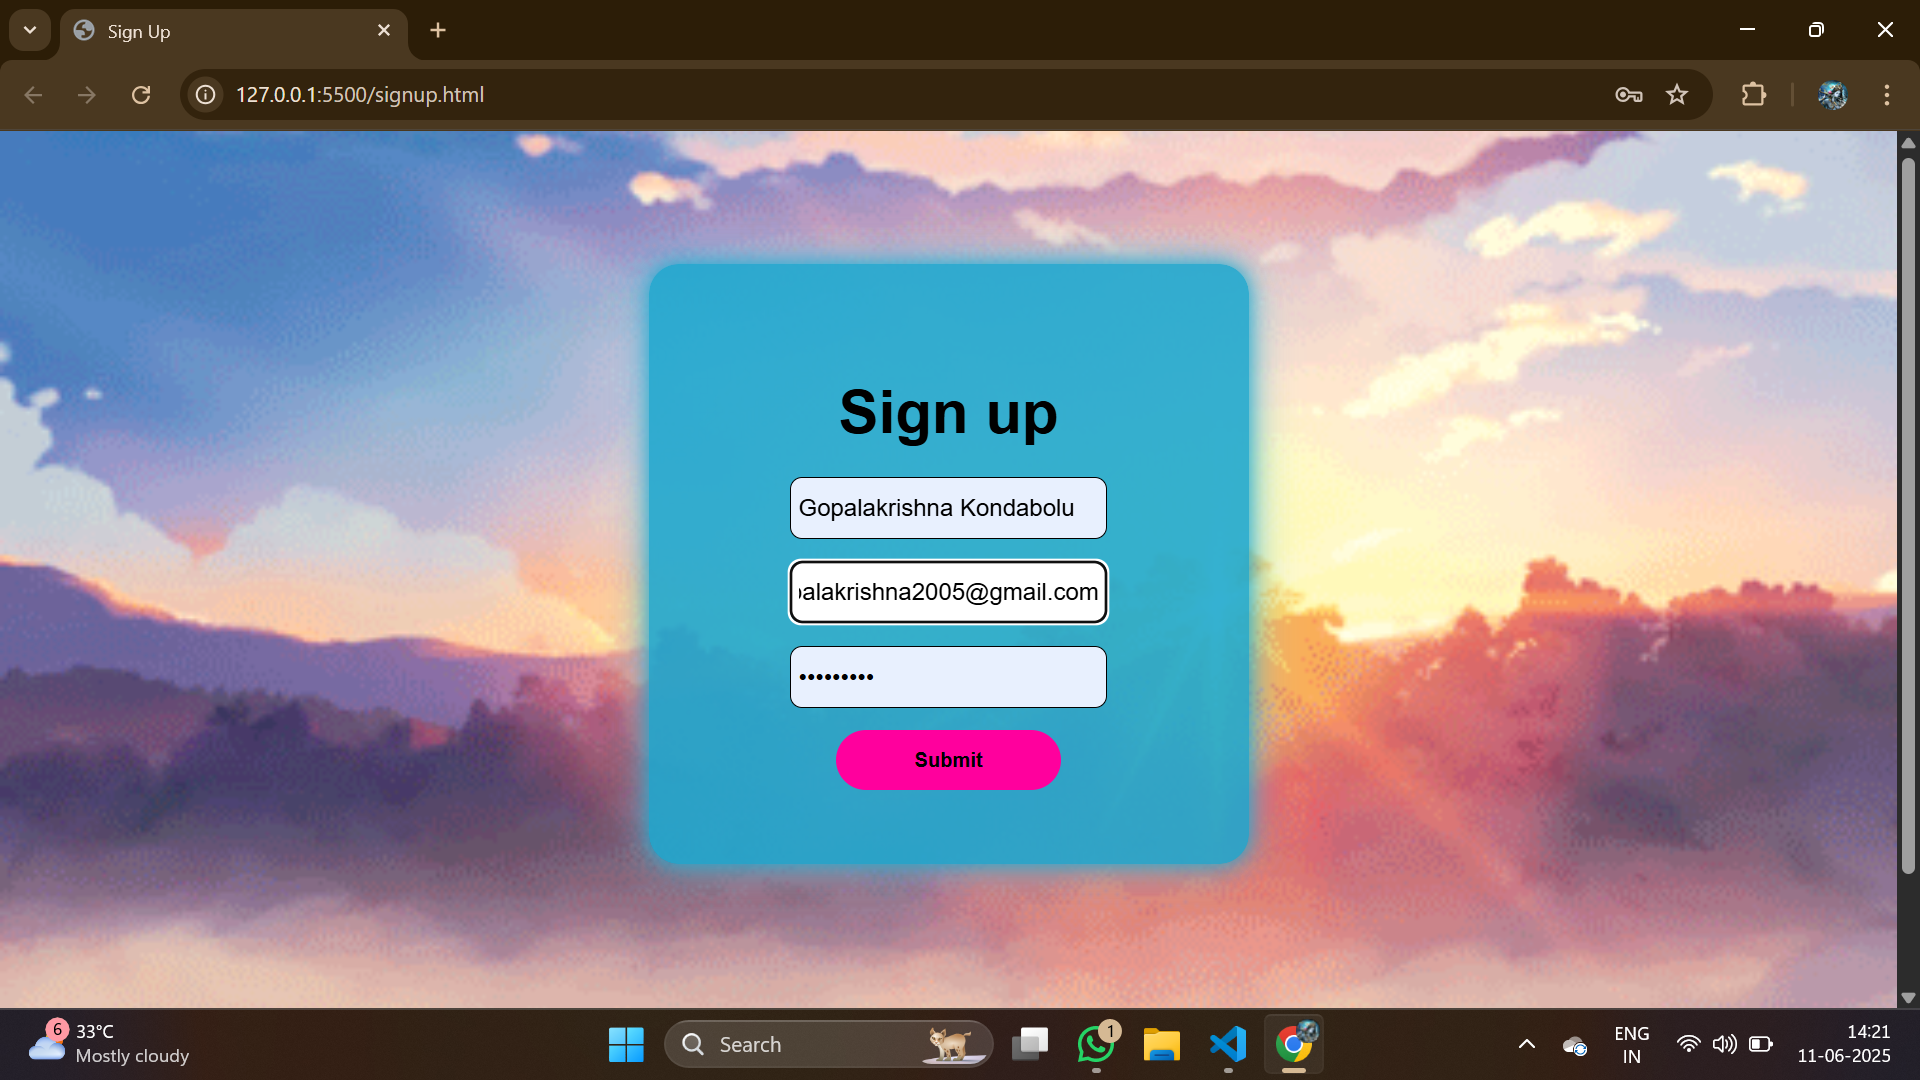 Sign Up
127.0.0.1:5500/signup.html
Sign up
Gopalakrishna Kondabolu
palakrishna2005@gmail.com
•••••••••
Submit
6
33°C
Mostly cloudy
Search
1
ENG
IN
14:21
11-06-2025